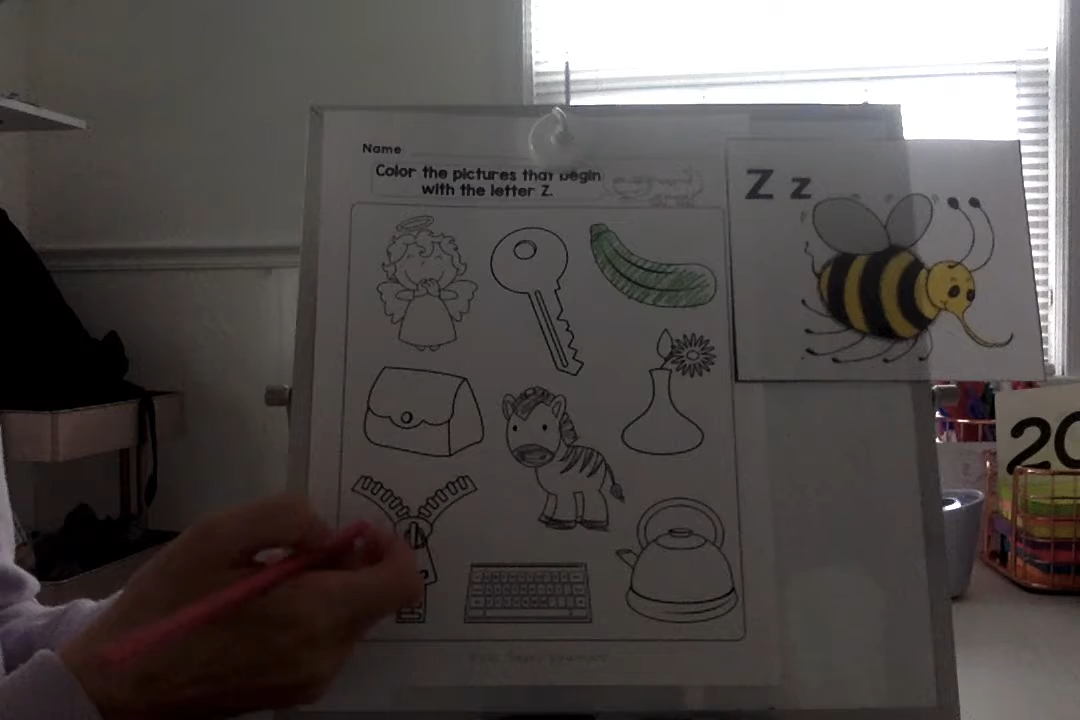 Name
Color the pictures that begin
with the letter Z.
Z z
20